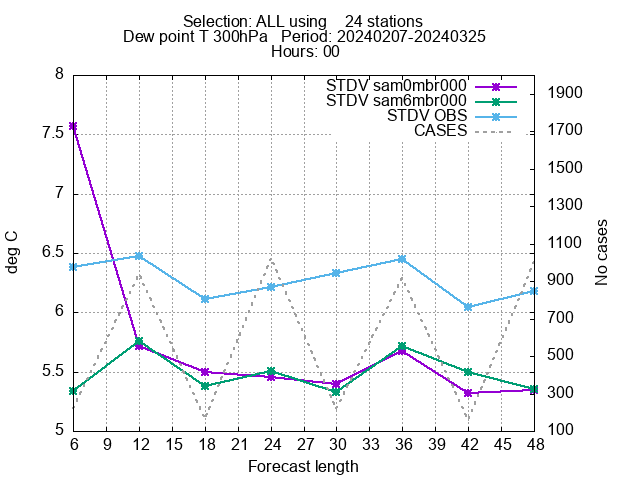 Selection: ALL using    24 stations
Dew point T 300hPa   Period: 20240207-20240325
Hours: 00
STDV sam0mbr000
STDV sam6mbr000
STDV OBS
CASES
8
7.5
7
6.5
6
5.5
5
deg C
1900
1700
1500
1300
1100
900
700
500
300
100
No cases
6 9 12 15 18 21 24 27 30 33 36 39 42 45 48
Forecast length